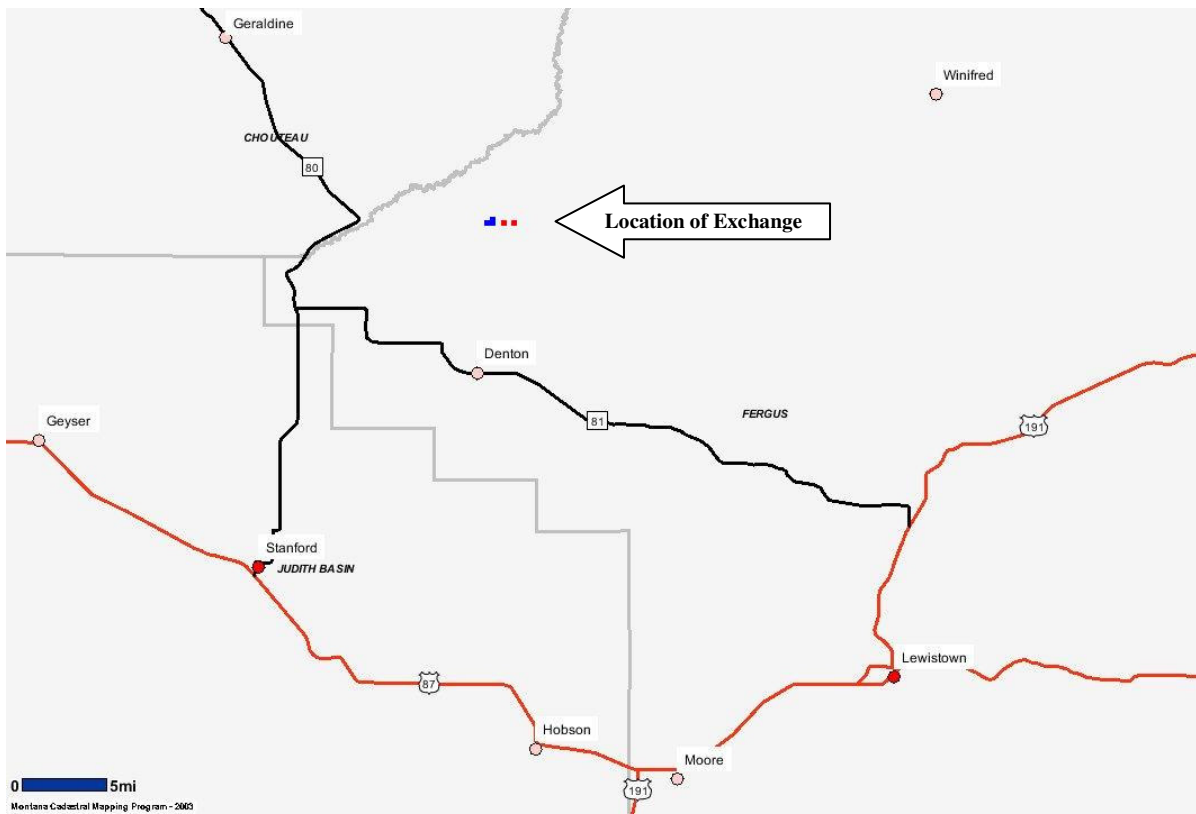 Geraldine
Winifred
CHOUTEAU
80
Location of Exchange
Denton
Geyser
81
FERGUS
191
Stanford
JUDITH BASIN
Lewistown
87
Hobson
Moore
0 5mi
191
Montana Cadastral Mapping Program - 2003